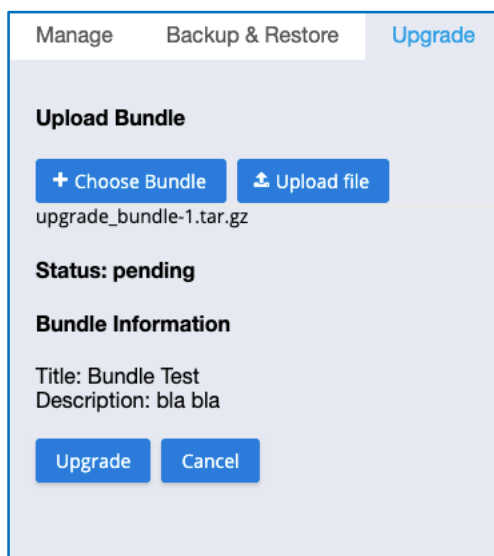 Manage Backup & Restore Upgrade
Upload Bundle
+ Choose Bundle Upload file
upgrade_bundle-1.tar.gz
Status: pending
Bundle Information
Title: Bundle Test
Description: bla bla
Upgrade Cancel